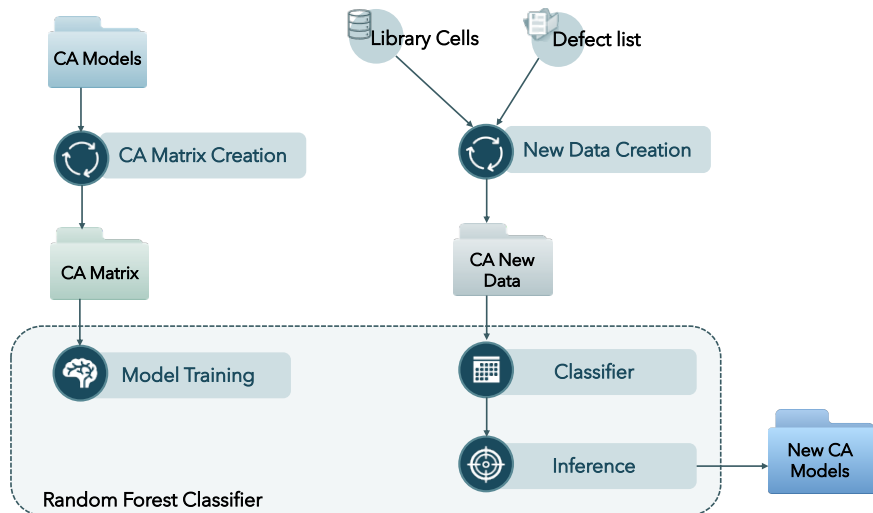 CA Models
Library Cells
Defect list
CA Matrix Creation
New Data Creation
CA Matrix
CA New
Data
Model Training
Classifier
Inference
New CA
Models
Random Forest Classifier